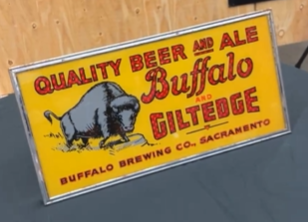 QUALITY BEER AND ALE
Buffalo
AND
GILTEDGE
BUFFALO BREWING CO., SACRAMENTO